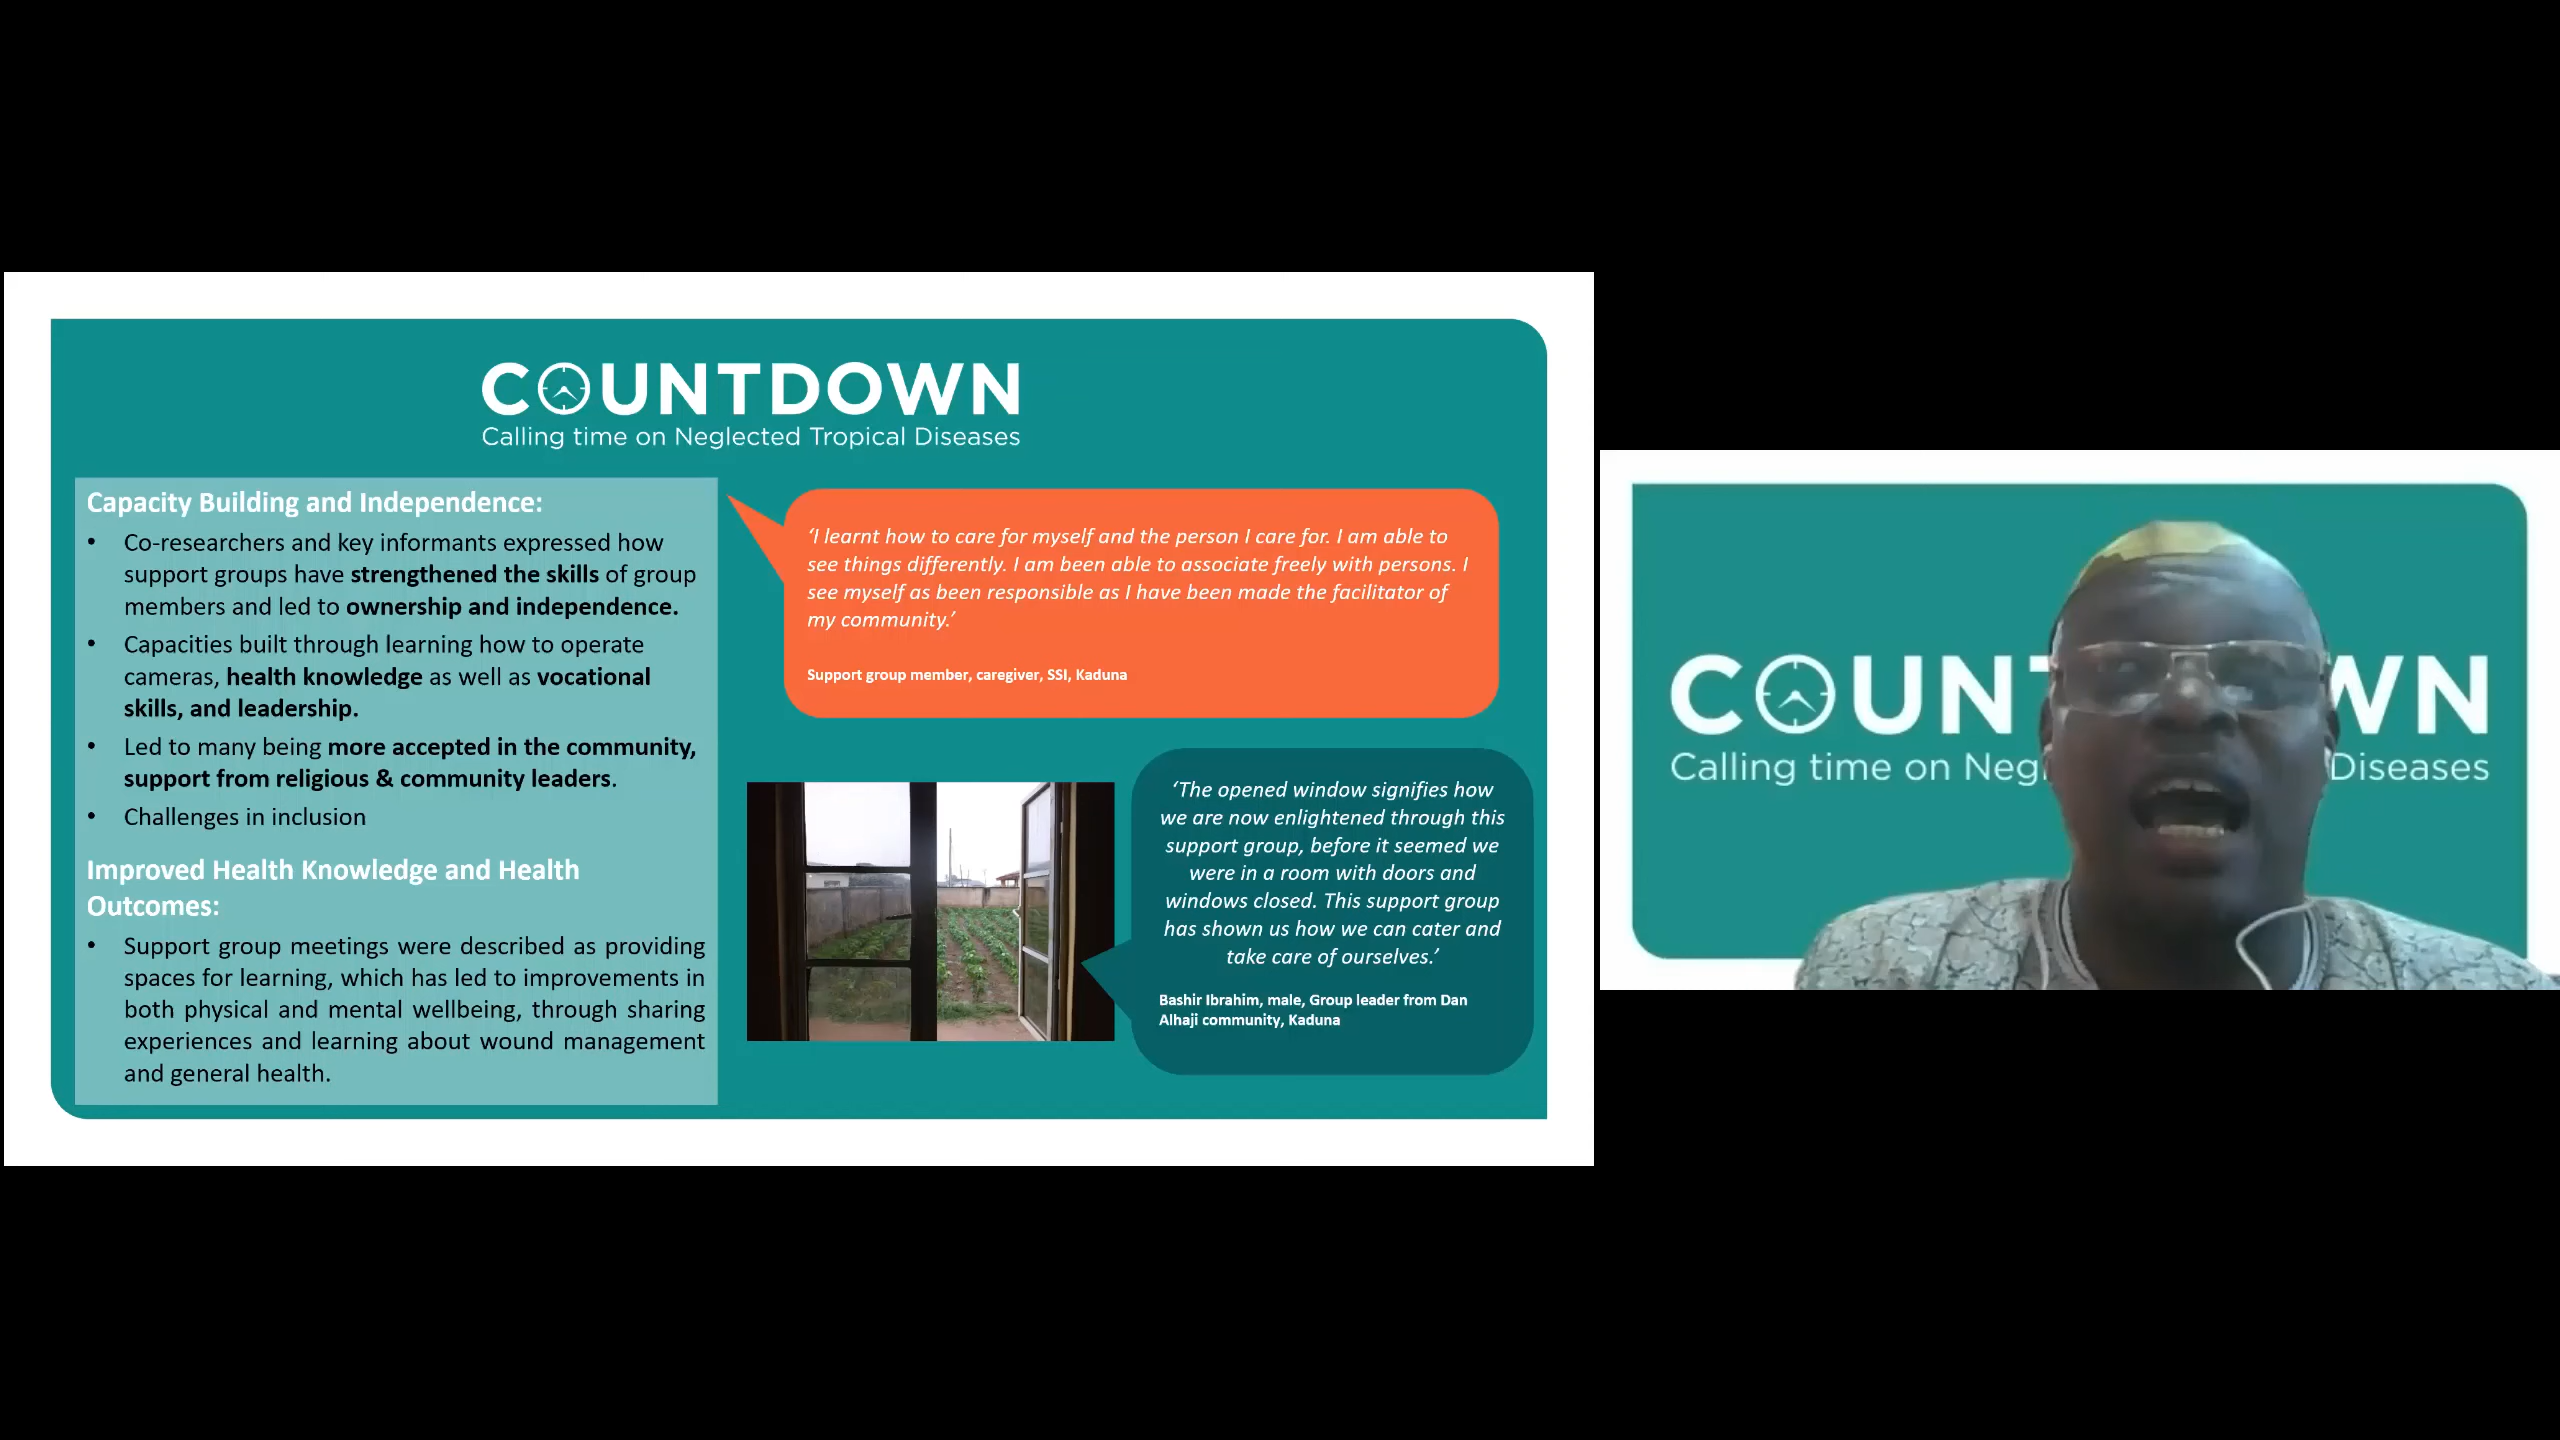 COUNTDOWN
Calling time on Neglected Tropical Diseases
Capacity Building and Independence:
• Co-researchers and key informants expressed how
support groups have strengthened the skills of group
members and led to ownership and independence.
• Capacities built through learning how to operate
cameras, health knowledge as well as vocational
skills, and leadership.
• Led to many being more accepted in the community,
support from religious & community leaders.
• Challenges in inclusion
Improved Health Knowledge and Health
Outcomes:
• Support group meetings were described as providing
spaces for learning, which has led to improvements in
both physical and mental wellbeing, through sharing
experiences and learning about wound management
and general health.
‘I learnt how to care for myself and the person I care for. I am able to
see things differently. I am been able to associate freely with persons. I
see myself as been responsible as I have been made the facilitator of
my community.’
Support group member, caregiver, SSI, Kaduna
‘The opened window signifies how
we are now enlightened through this
support group, before it seemed we
were in a room with doors and
windows closed. This support group
has shown us how we can cater and
take care of ourselves.’
Bashir Ibrahim, male, Group leader from Dan
Alhaji community, Kaduna
COUNT WN
Calling time on Neg Diseases